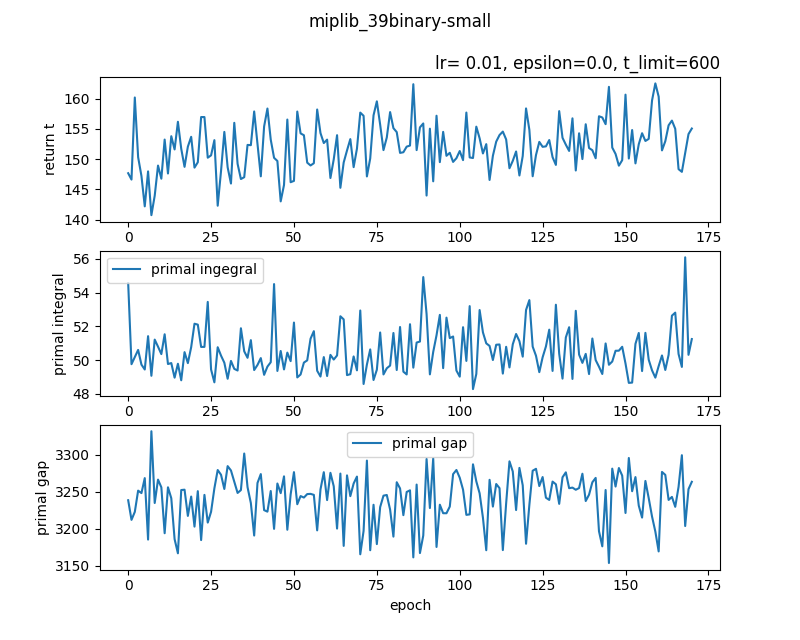 miplib_39binary-small
lr= 0.01, epsilon=0.0, t_limit=600
return t
160
155
150
145
140
0 25 50 75 100 125 150 175
primal integral
56
54
52
50
48
primal ingegral
0 25 50 75 100 125 150 175
primal gap
3300
3250
3200
3150
primal gap
0 25 50 75 100 125 150 175
epoch